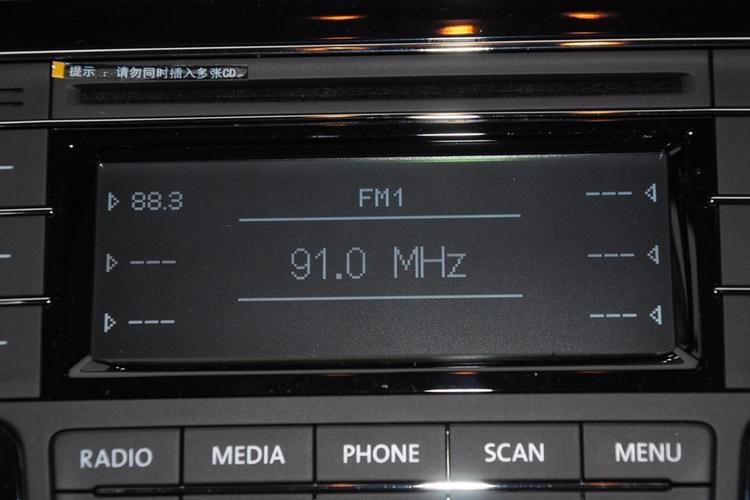 提示：请勿同时插入多张CD。
88.3 FM1 ---
--- 91.0 MHz ---
--- ---
RADIO MEDIA PHONE SCAN MENU